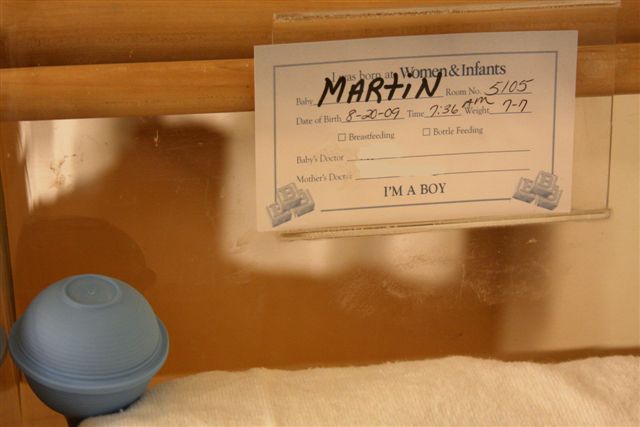 I was born at Women & Infants
Baby MARTIN Room No. 5105
Date of Birth 8-20-09 Time 7:36 AM Weight 7-7
Breastfeeding Bottle Feeding
Baby's Doctor
Mother's Doctor
I'M A BOY